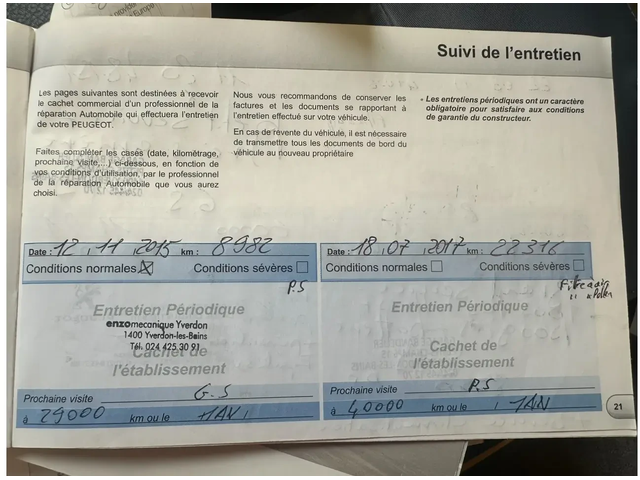 Suivi de l'entretien
Les pages suivantes sont destinées à recevoir
le cachet commercial d'un professionnel de la
réparation Automobile qui effectuera l'entretien
de votre PEUGEOT.
Faites compléter les cases (date, kilométrage,
prochaine visite,...) ci-dessous, en fonction de
vos conditions d'utilisation, par le professionnel
de la réparation Automobile que vous aurez
choisi.
Nous vous recommandons de conserver les
factures et les documents se rapportant à
l'entretien effectué sur votre véhicule.
En cas de revente du véhicule, il est nécessaire
de transmettre tous les documents de bord du
véhicule au nouveau propriétaire
- Les entretiens périodiques ont un caractère
obligatoire pour satisfaire aux conditions
de garantie du constructeur.
Date : 12 , 11 , 2015 km : 8982
Conditions normales Conditions sévères
P.S
Entretien Périodique
enzomecanique Yverdon
1400 Yverdon-les-Bains
Tél. 024 425 30 91
Cachet de
l'établissement
Prochaine visite G.S
à 29000 km ou le
Date : 18 , 07 , 2017 km : 22316
Conditions normales Conditions sévères
Entretien Périodique
Cachet de
l'établissement
Prochaine visite P.S
à 40000 km ou le 1 AN
21